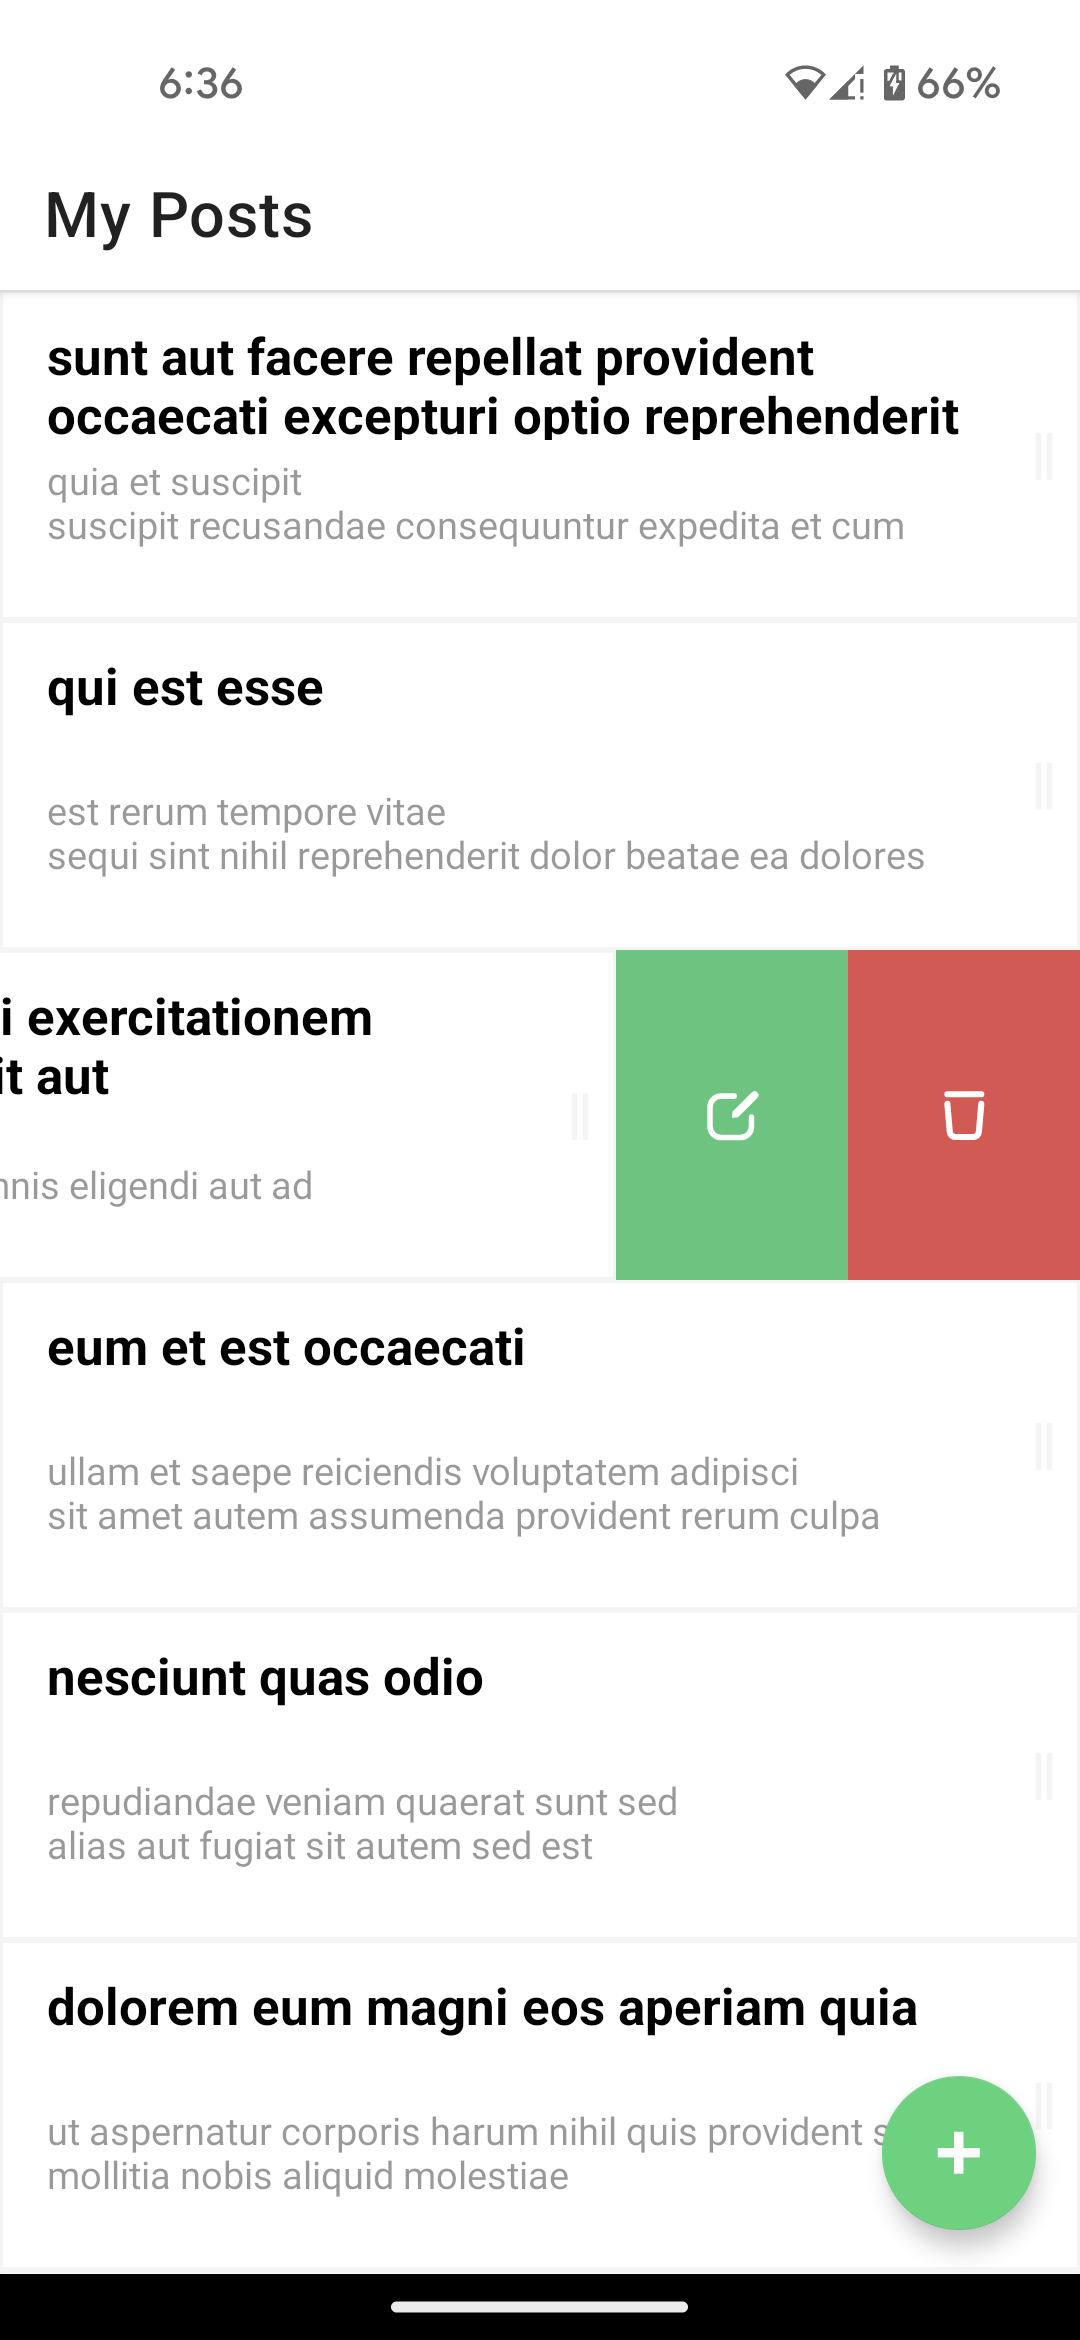 6:36
66%
My Posts
sunt aut facere repellat provident
occaecati excepturi optio reprehenderit
quia et suscipit
suscipit recusandae consequuntur expedita et cum
qui est esse
est rerum tempore vitae
sequi sint nihil reprehenderit dolor beatae ea dolores
i exercitationem
it aut
nis eligendi aut ad
eum et est occaecati
ullam et saepe reiciendis voluptatem adipisci
sit amet autem assumenda provident rerum culpa
nesciunt quas odio
repudiandae veniam quaerat sunt sed
alias aut fugiat sit autem sed est
dolorem eum magni eos aperiam quia
ut aspernatur corporis harum nihil quis provident s
mollitia nobis aliquid molestiae